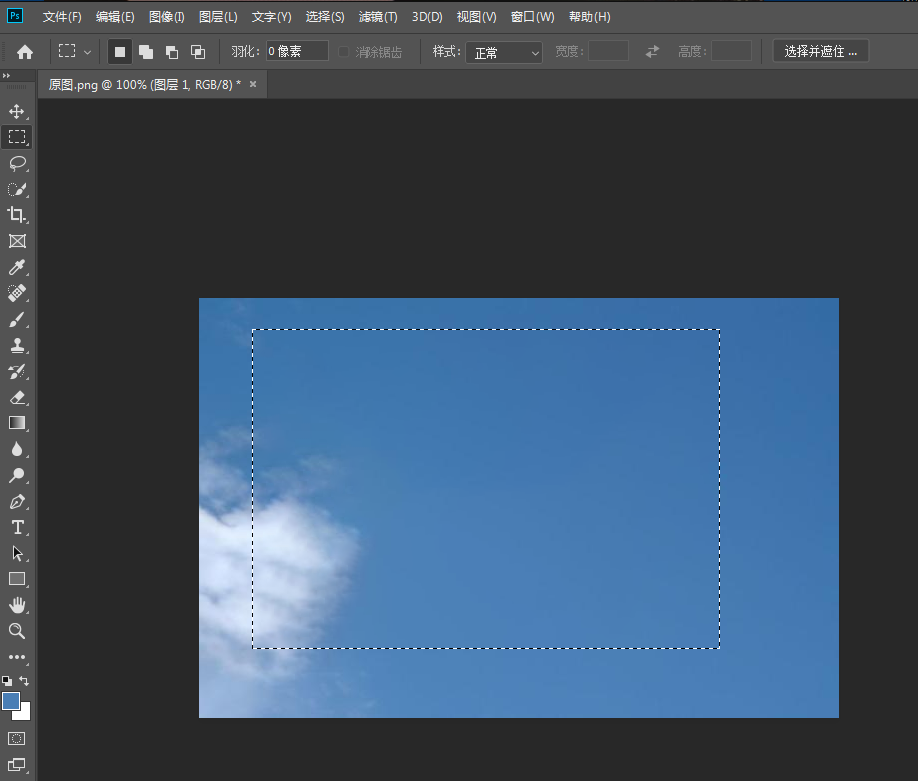 Ps 文件(F) 编辑(E) 图像(I) 图层(L) 文字(Y) 选择(S) 滤镜(T) 3D(D) 视图(V) 窗口(W) 帮助(H)
羽化: 0 像素 消除锯齿 样式: 正常 宽度: 高度: 选择并遮住 ...
原图.png @ 100% (图层 1, RGB/8) * ×